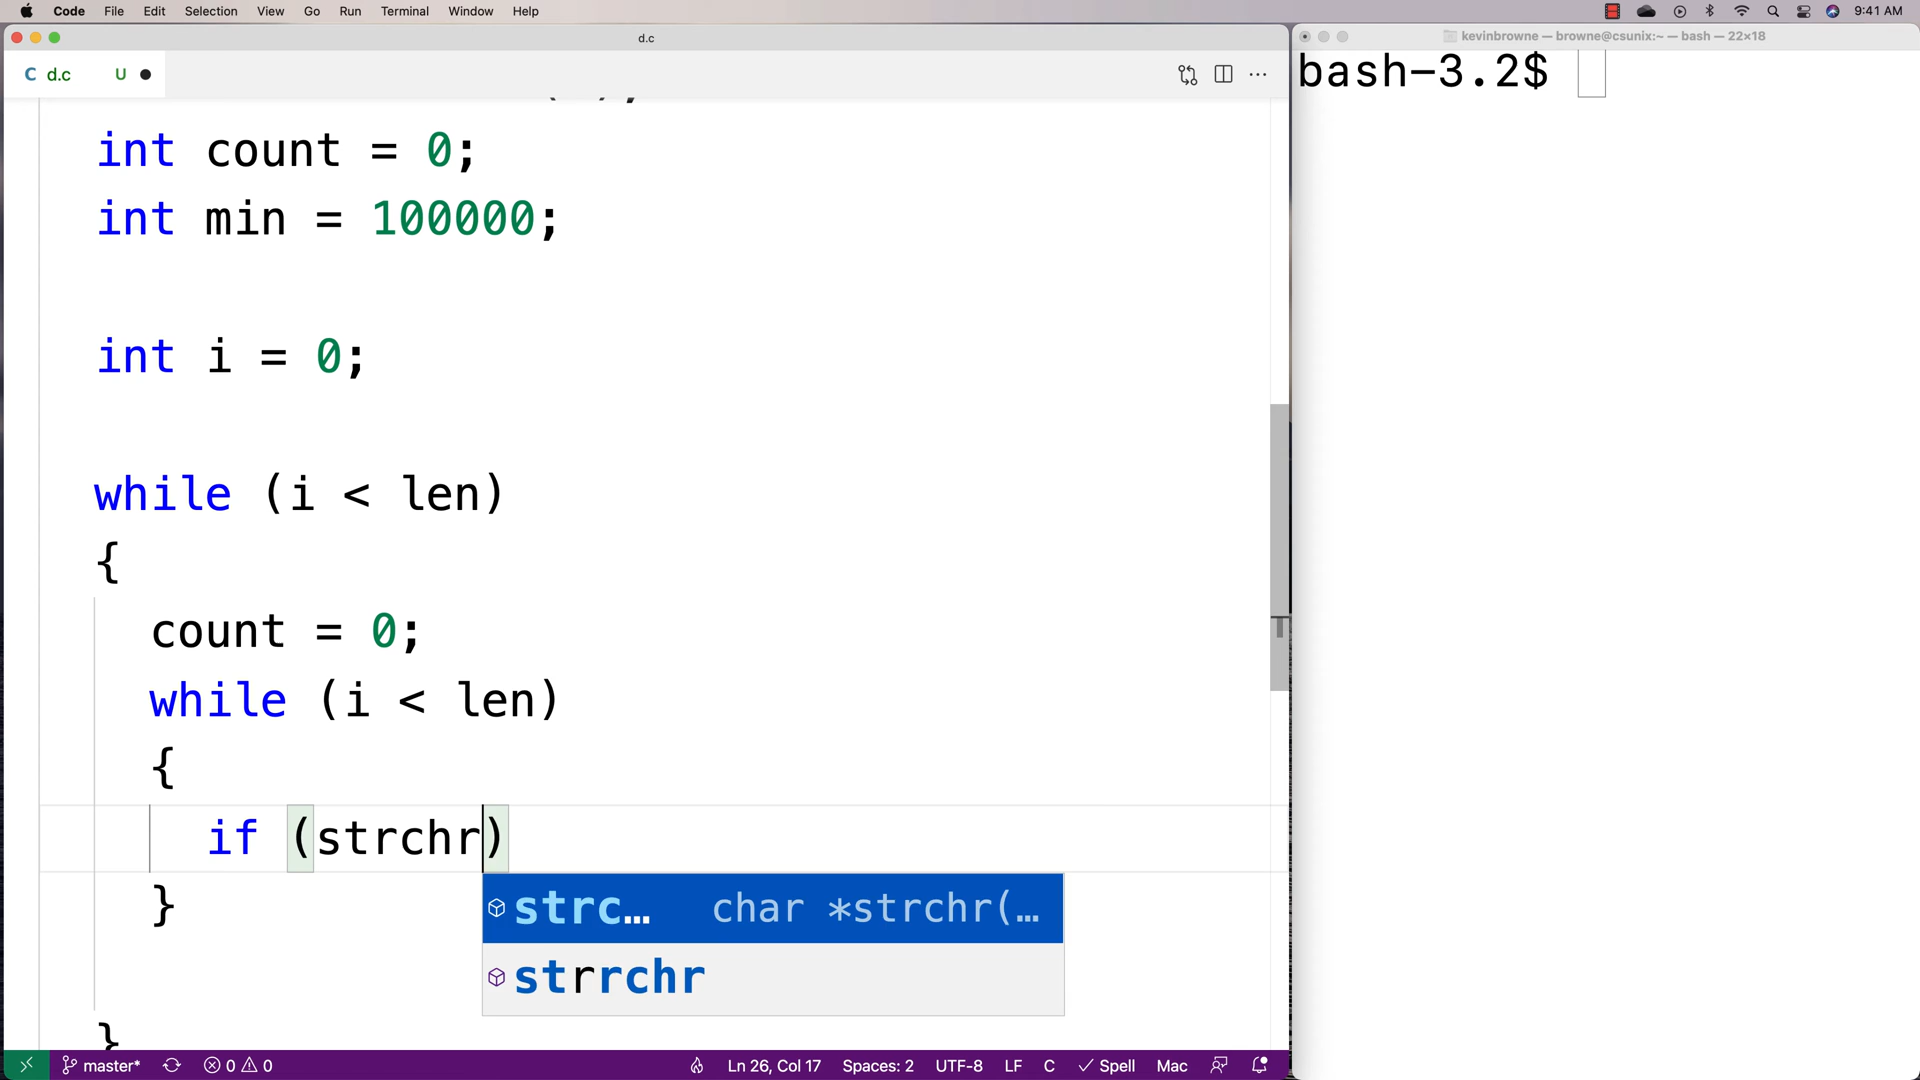 Code File Edit Selection View Go Run Terminal Window Help 9:41 AM
d.c
kevinbrowne — browne@csunix:~ — bash — 22×18
C d.c U
bash-3.2$
int count = 0;
int min = 100000;
int i = 0;
while (i < len)
{
count = 0;
while (i < len)
{
if (strchr)
strc… char *strchr(…
}
strrchr
}
master* 0 0 Ln 26, Col 17 Spaces: 2 UTF-8 LF C Spell Mac